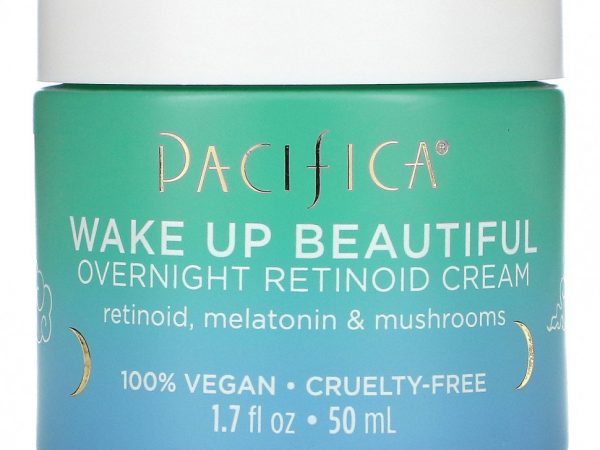 PACIFICA®
WAKE UP BEAUTIFUL
OVERNIGHT RETINOID CREAM
retinoid, melatonin & mushrooms
100% VEGAN • CRUELTY-FREE
1.7 fl oz • 50 mL